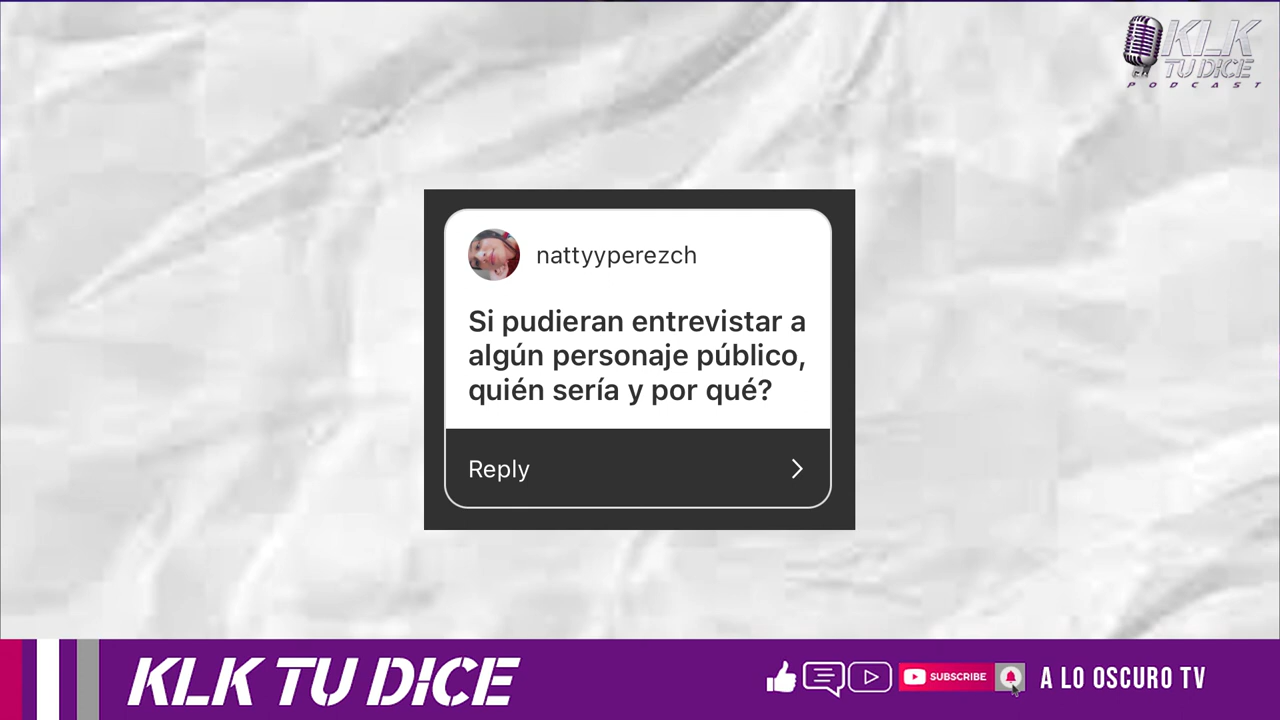 KLK
TU DICE
PODCAST
nattyyperezch
Si pudieran entrevistar a
algún personaje público,
quién sería y por qué?
Reply
KLK TU DICE
SUBSCRIBE
A LO OSCURO TV